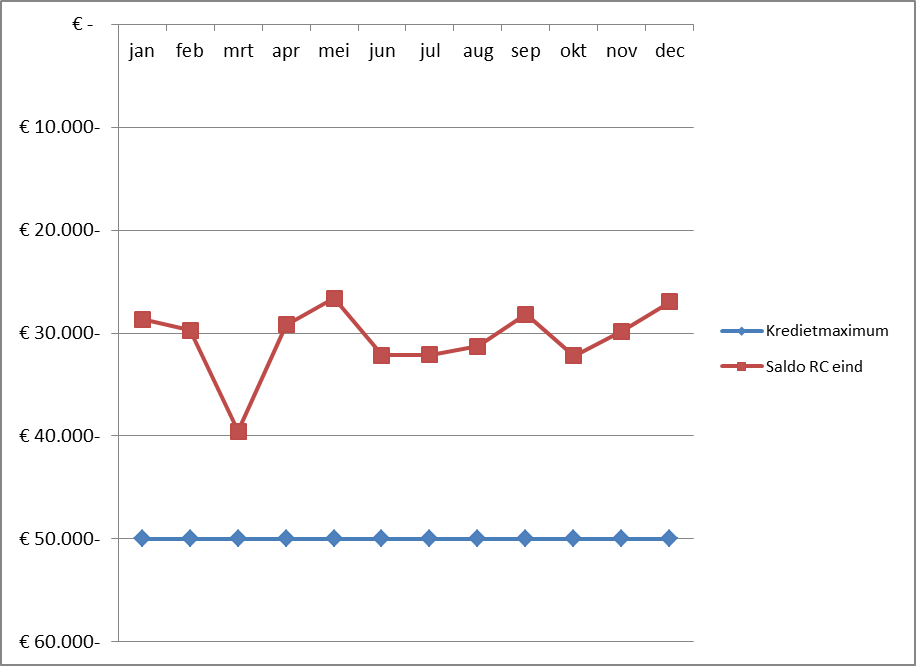 € -
jan feb mrt apr mei jun jul aug sep okt nov dec
€ 10.000-
€ 20.000-
€ 30.000-
€ 40.000-
€ 50.000-
€ 60.000-
Kredietmaximum
Saldo RC eind